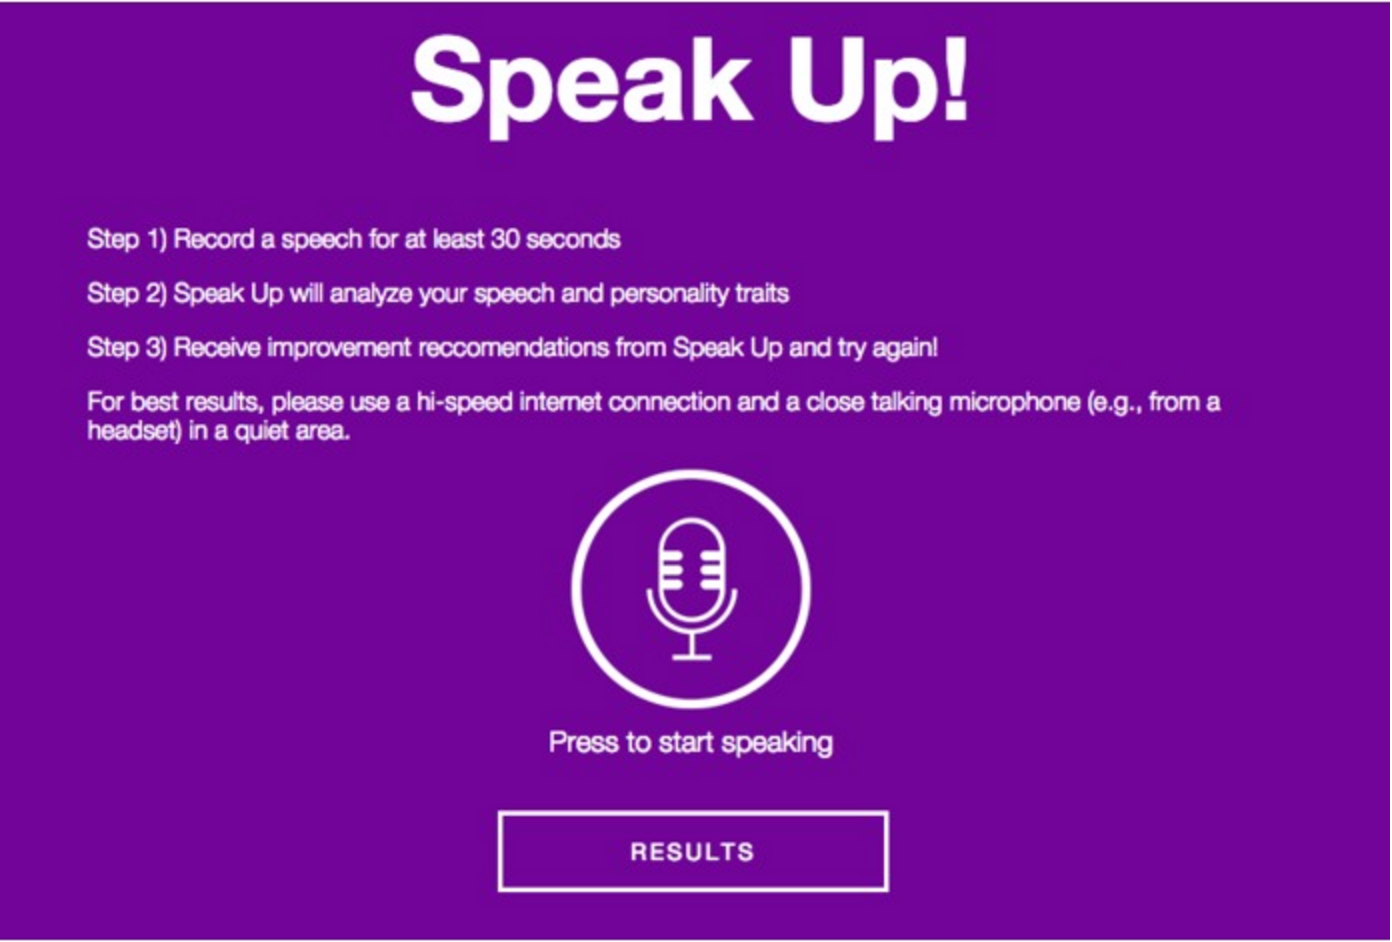 Speak Up!
Step 1) Record a speech for at least 30 seconds
Step 2) Speak Up will analyze your speech and personality traits
Step 3) Receive improvement reccomendations from Speak Up and try again!
For best results, please use a hi-speed internet connection and a close talking microphone (e.g., from a
headset) in a quiet area.
Press to start speaking
RESULTS